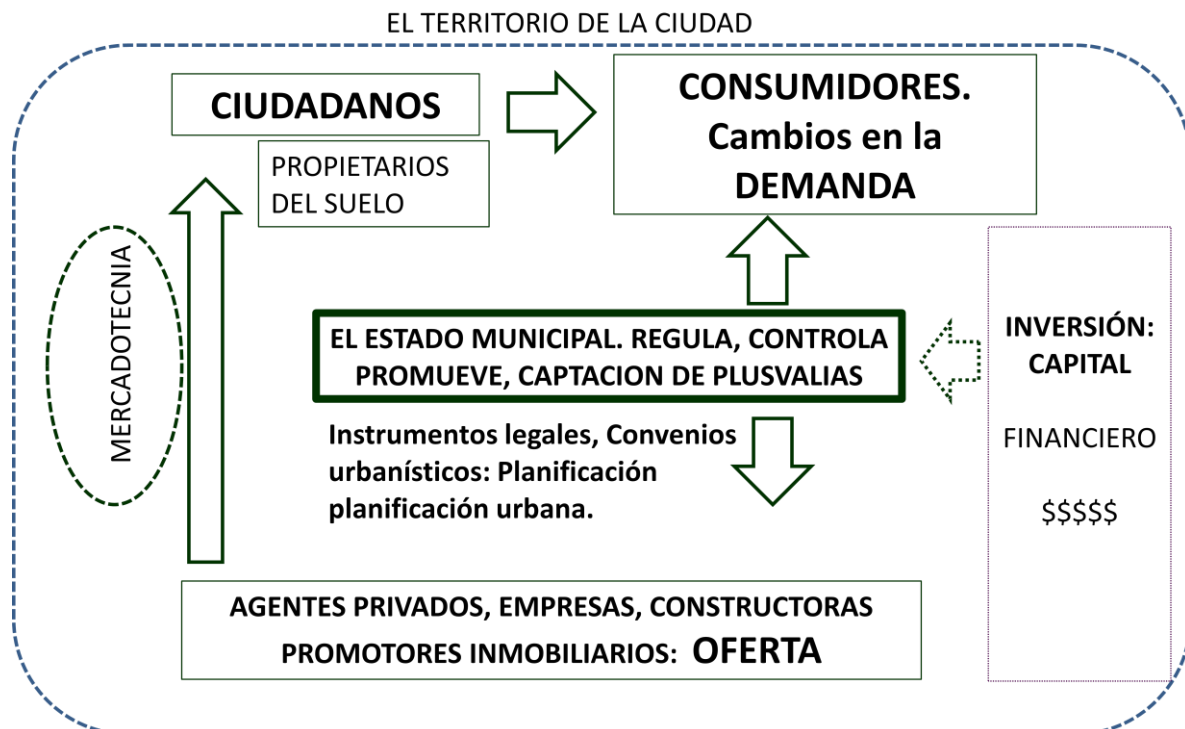 EL TERRITORIO DE LA CIUDAD
CIUDADANOS
PROPIETARIOS
DEL SUELO
CONSUMIDORES.
Cambios en la
DEMANDA
MERCADOTECNIA
EL ESTADO MUNICIPAL. REGULA, CONTROLA
PROMUEVE, CAPTACION DE PLUSVALIAS
INVERSIÓN:
CAPITAL
FINANCIERO
$$$$$
Instrumentos legales, Convenios
urbanísticos: Planificación
planificación urbana.
AGENTES PRIVADOS, EMPRESAS, CONSTRUCTORAS
PROMOTORES INMOBILIARIOS: OFERTA